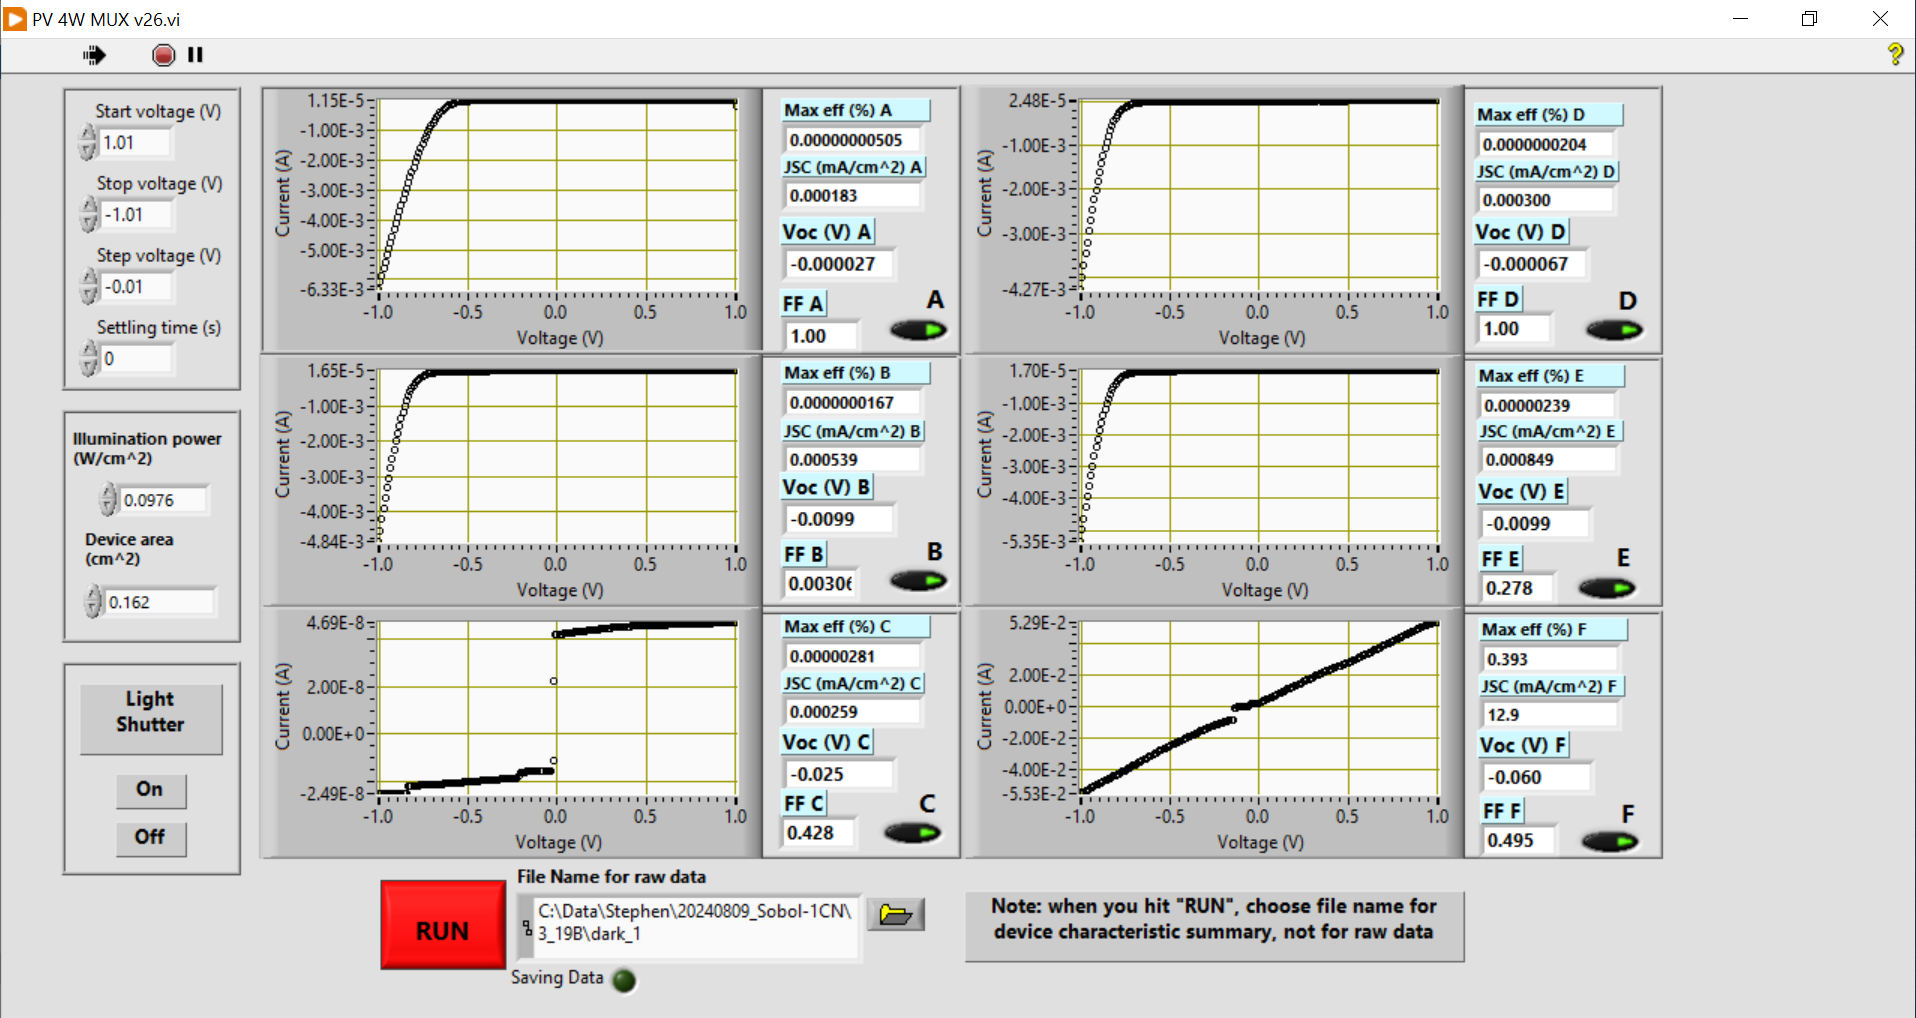 PV 4W MUX v26.vi
Start voltage (V)
1.01
Stop voltage (V)
-1.01
Step voltage (V)
-0.01
Settling time (s)
0
Illumination power
(W/cm^2)
0.0976
Device area
(cm^2)
0.162
Light
Shutter
On
Off
Current (A)
1.15E-5
-1.00E-3
-2.00E-3
-3.00E-3
-4.00E-3
-5.00E-3
-6.33E-3
-1.0 -0.5 0.0 0.5 1.0
Voltage (V)
Max eff (%) A
0.00000000505
JSC (mA/cm^2) A
0.000183
Voc (V) A
-0.000027
FF A
1.00
A
Current (A)
2.48E-5
-1.00E-3
-2.00E-3
-3.00E-3
-4.27E-3
-1.0 -0.5 0.0 0.5 1.0
Voltage (V)
Max eff (%) D
0.0000000204
JSC (mA/cm^2) D
0.000300
Voc (V) D
-0.000067
FF D
1.00
D
Current (A)
1.65E-5
-1.00E-3
-2.00E-3
-3.00E-3
-4.00E-3
-4.84E-3
-1.0 -0.5 0.0 0.5 1.0
Voltage (V)
Max eff (%) B
0.0000000167
JSC (mA/cm^2) B
0.000539
Voc (V) B
-0.0099
FF B
0.00306
B
Current (A)
1.70E-5
-1.00E-3
-2.00E-3
-3.00E-3
-4.00E-3
-5.35E-3
-1.0 -0.5 0.0 0.5 1.0
Voltage (V)
Max eff (%) E
0.00000239
JSC (mA/cm^2) E
0.000849
Voc (V) E
-0.0099
FF E
0.278
E
Current (A)
4.69E-8
2.00E-8
0.00E+0
-2.49E-8
-1.0 -0.5 0.0 0.5 1.0
Voltage (V)
Max eff (%) C
0.00000281
JSC (mA/cm^2) C
0.000259
Voc (V) C
-0.025
FF C
0.428
C
Current (A)
5.29E-2
2.00E-2
0.00E+0
-2.00E-2
-4.00E-2
-5.53E-2
-1.0 -0.5 0.0 0.5 1.0
Voltage (V)
Max eff (%) F
0.393
JSC (mA/cm^2) F
12.9
Voc (V) F
-0.060
FF F
0.495
F
RUN
File Name for raw data
C:\Data\Stephen\20240809_Sobol-1CN\
3_19B\dark_1
Saving Data
Note: when you hit "RUN", choose file name for
device characteristic summary, not for raw data